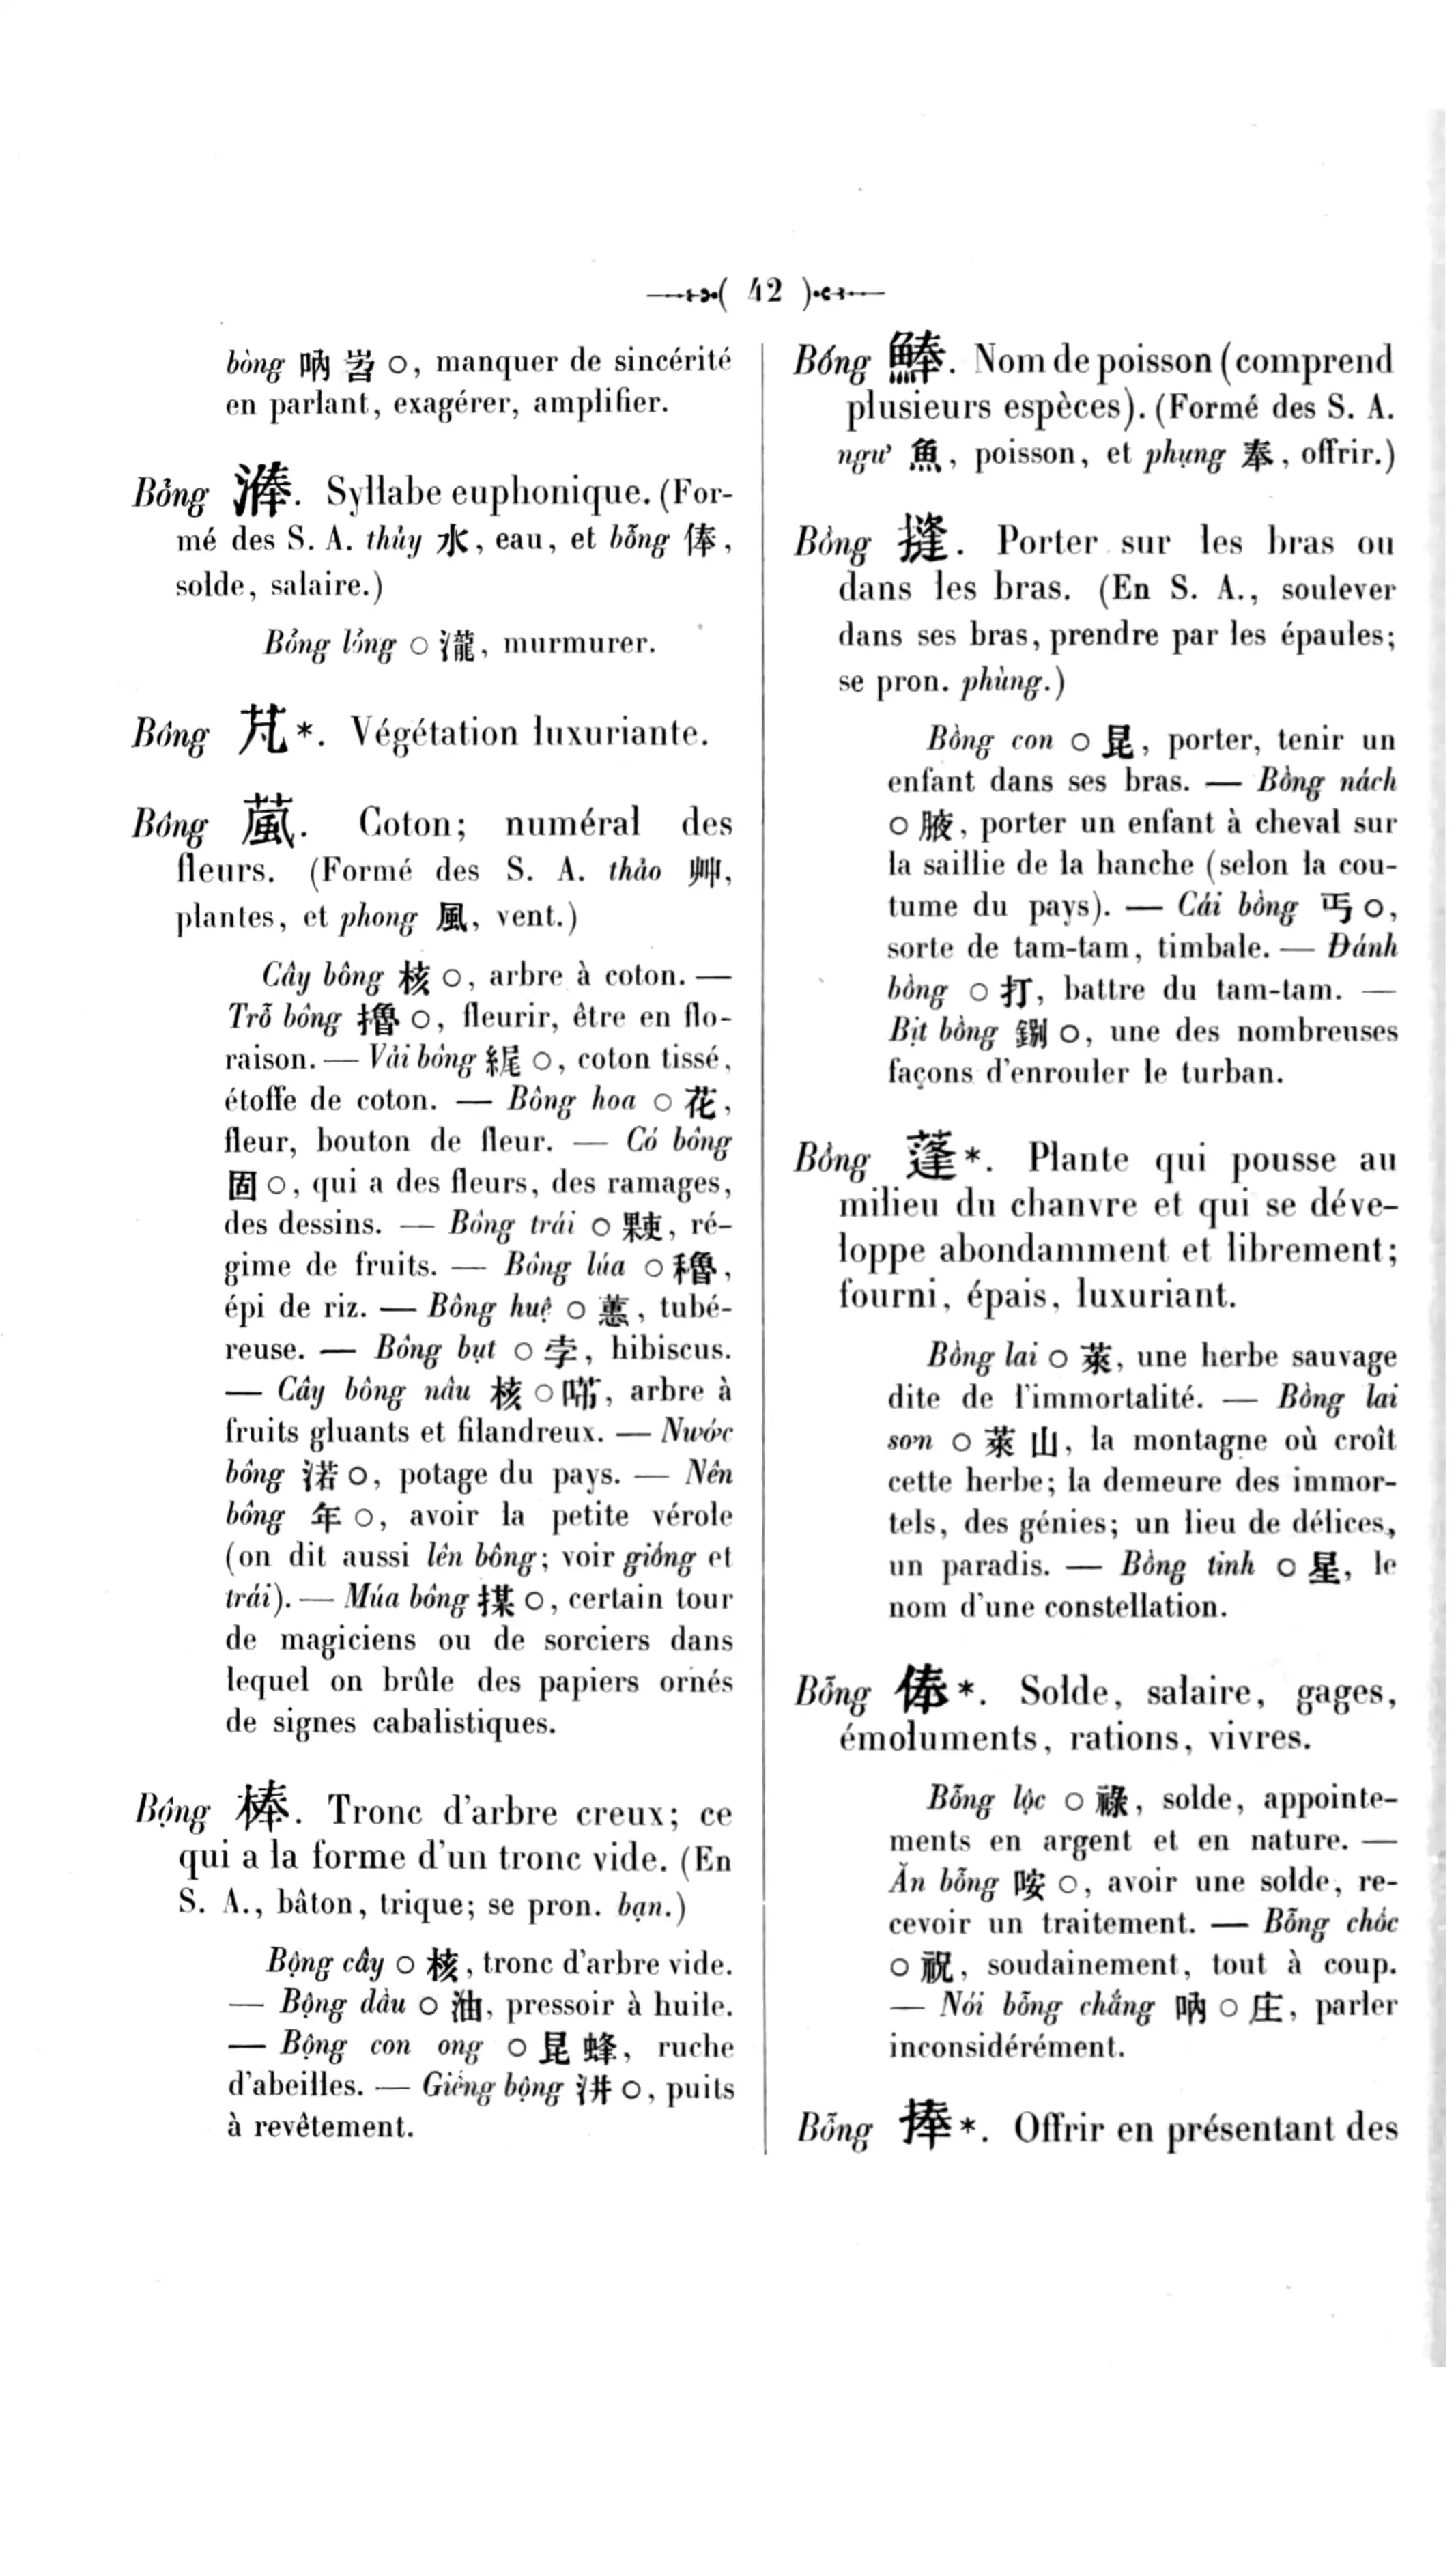 ( 42 )
bòng 吶 呰 ○, manquer de sincérité
en parlant, exagérer, amplifier.
Bỏng 漨. Syllabe euphonique. (For-
mé des S. A. thủy 水, eau, et bỗng 俸,
solde, salaire.)
Bỏng lỏng ○ 瀧, murmurer.
Bông 芃*. Végétation luxuriante.
Bông 葻. Coton; numéral des
fleurs. (Formé des S. A. thảo 艸,
plantes, et phong 風, vent.)
Cây bông 核 ○, arbre à coton. —
Trỗ bông 擼 ○, fleurir, être en flo-
raison. — Vải bông 𦄂 ○, coton tissé,
étoffe de coton. — Bông hoa ○ 花,
fleur, bouton de fleur. — Có bông
固 ○, qui a des fleurs, des ramages,
des dessins. — Bông trái ○ 𣛤, ré-
gime de fruits. — Bông lúa ○ 穭,
épi de riz. — Bông huệ ○ 蕙, tubé-
reuse. — Bông bụt ○ 孛, hibiscus.
— Cây bông nâu 核 ○, arbre à
fruits gluants et filandreux. — Nước
bông 渃 ○, potage du pays. — Nên
bông 年 ○, avoir la petite vérole
(on dit aussi lên bông; voir giống et
trái). — Múa bông 𢱖 ○, certain tour
de magiciens ou de sorciers dans
lequel on brûle des papiers ornés
de signes cabalistiques.
Bộng 棒. Tronc d'arbre creux; ce
qui a la forme d'un tronc vide. (En
S. A., bâton, trique; se pron. bạn.)
Bộng cây ○ 核, tronc d'arbre vide.
— Bộng dầu ○ 油, pressoir à huile.
— Bộng con ong ○ 昆 蜂, ruche
d'abeilles. — Giếng bộng 汫 ○, puits
à revêtement.
Bống 䱀. Nom de poisson (comprend
plusieurs espèces). (Formé des S. A.
ngư 魚, poisson, et phụng 奉, offrir.)
Bồng 摓. Porter sur les bras ou
dans les bras. (En S. A., soulever
dans ses bras, prendre par les épaules;
se pron. phùng.)
Bồng con ○ 昆, porter, tenir un
enfant dans ses bras. — Bồng nách
○ 腋, porter un enfant à cheval sur
la saillie de la hanche (selon la cou-
tume du pays). — Cái bồng 丐 ○,
sorte de tam-tam, timbale. — Đánh
bồng ○ 打, battre du tam-tam. —
Bịt bồng 𨧧 ○, une des nombreuses
façons d'enrouler le turban.
Bồng 蓬*. Plante qui pousse au
milieu du chanvre et qui se déve-
loppe abondamment et librement;
fourni, épais, luxuriant.
Bồng lai ○ 萊, une herbe sauvage
dite de l'immortalité. — Bồng lai
sơn ○ 萊 山, la montagne où croît
cette herbe; la demeure des immor-
tels, des génies; un lieu de délices,
un paradis. — Bồng tinh ○ 星, le
nom d'une constellation.
Bỗng 俸*. Solde, salaire, gages,
émoluments, rations, vivres.
Bỗng lộc ○ 祿, solde, appointe-
ments en argent et en nature. —
Ăn bỗng 咹 ○, avoir une solde, re-
cevoir un traitement. — Bỗng chốc
○ 祝, soudainement, tout à coup.
— Nói bỗng chẳng 吶 ○ 庄, parler
inconsidérément.
Bỗng 捧*. Offrir en présentant des